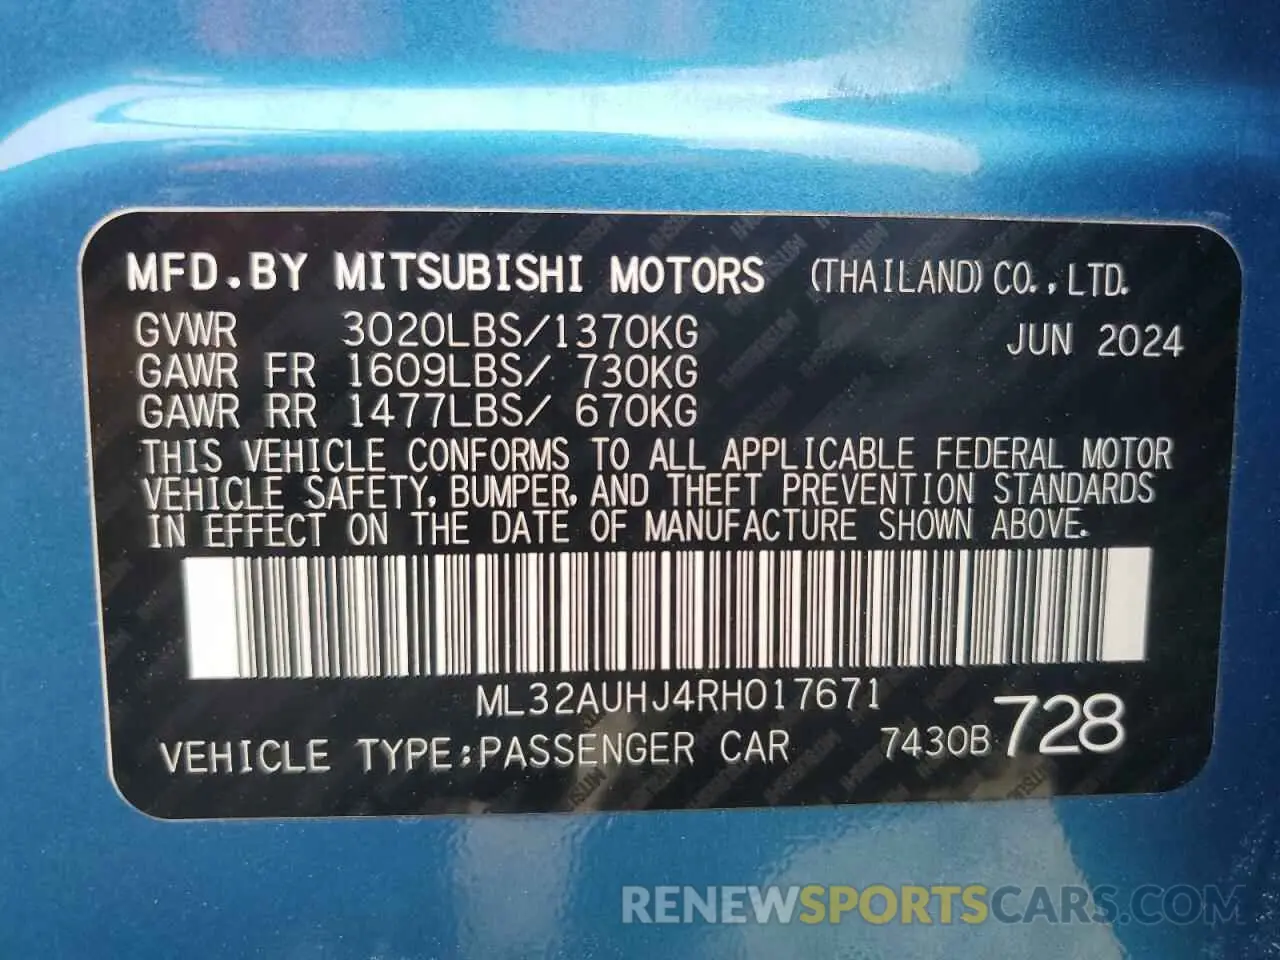 MFD.BY MITSUBISHI MOTORS (THAILAND) CO.,LTD.
GVWR 3020LBS/1370KG JUN 2024
GAWR FR 1609LBS/ 730KG
GAWR RR 1477LBS/ 670KG
THIS VEHICLE CONFORMS TO ALL APPLICABLE FEDERAL MOTOR
VEHICLE SAFETY, BUMPER, AND THEFT PREVENTION STANDARDS
IN EFFECT ON THE DATE OF MANUFACTURE SHOWN ABOVE.
ML32AUHJ4RH017671
VEHICLE TYPE:PASSENGER CAR 7430B728
RENEWSPORTSCARS.COM